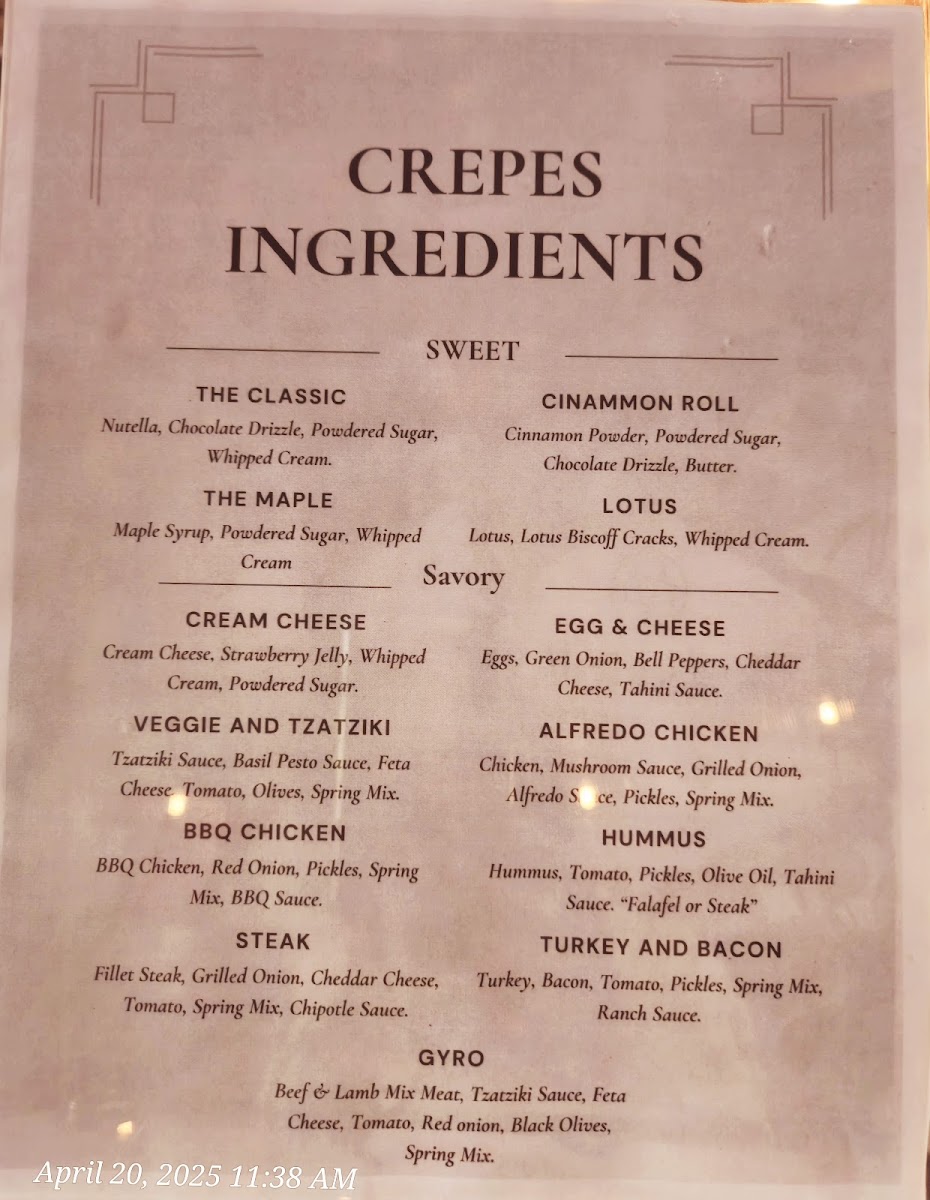 CREPES
INGREDIENTS
SWEET
THE CLASSIC
Nutella, Chocolate Drizzle, Powdered Sugar,
Whipped Cream.
CINAMMON ROLL
Cinnamon Powder, Powdered Sugar,
Chocolate Drizzle, Butter.
THE MAPLE
Maple Syrup, Powdered Sugar, Whipped
Cream
LOTUS
Lotus, Lotus Biscoff Cracks, Whipped Cream.
Savory
CREAM CHEESE
Cream Cheese, Strawberry Jelly, Whipped
Cream, Powdered Sugar.
EGG & CHEESE
Eggs, Green Onion, Bell Peppers, Cheddar
Cheese, Tahini Sauce.
VEGGIE AND TZATZIKI
Tzatziki Sauce, Basil Pesto Sauce, Feta
Cheese, Tomato, Olives, Spring Mix.
ALFREDO CHICKEN
Chicken, Mushroom Sauce, Grilled Onion,
Alfredo Sauce, Pickles, Spring Mix.
BBQ CHICKEN
BBQ Chicken, Red Onion, Pickles, Spring
Mix, BBQ Sauce.
HUMMUS
Hummus, Tomato, Pickles, Olive Oil, Tahini
Sauce. “Falafel or Steak”
STEAK
Fillet Steak, Grilled Onion, Cheddar Cheese,
Tomato, Spring Mix, Chipotle Sauce.
TURKEY AND BACON
Turkey, Bacon, Tomato, Pickles, Spring Mix,
Ranch Sauce.
GYRO
Beef & Lamb Mix Meat, Tzatziki Sauce, Feta
Cheese, Tomato, Red onion, Black Olives,
Spring Mix.
April 20, 2025 11:38 AM